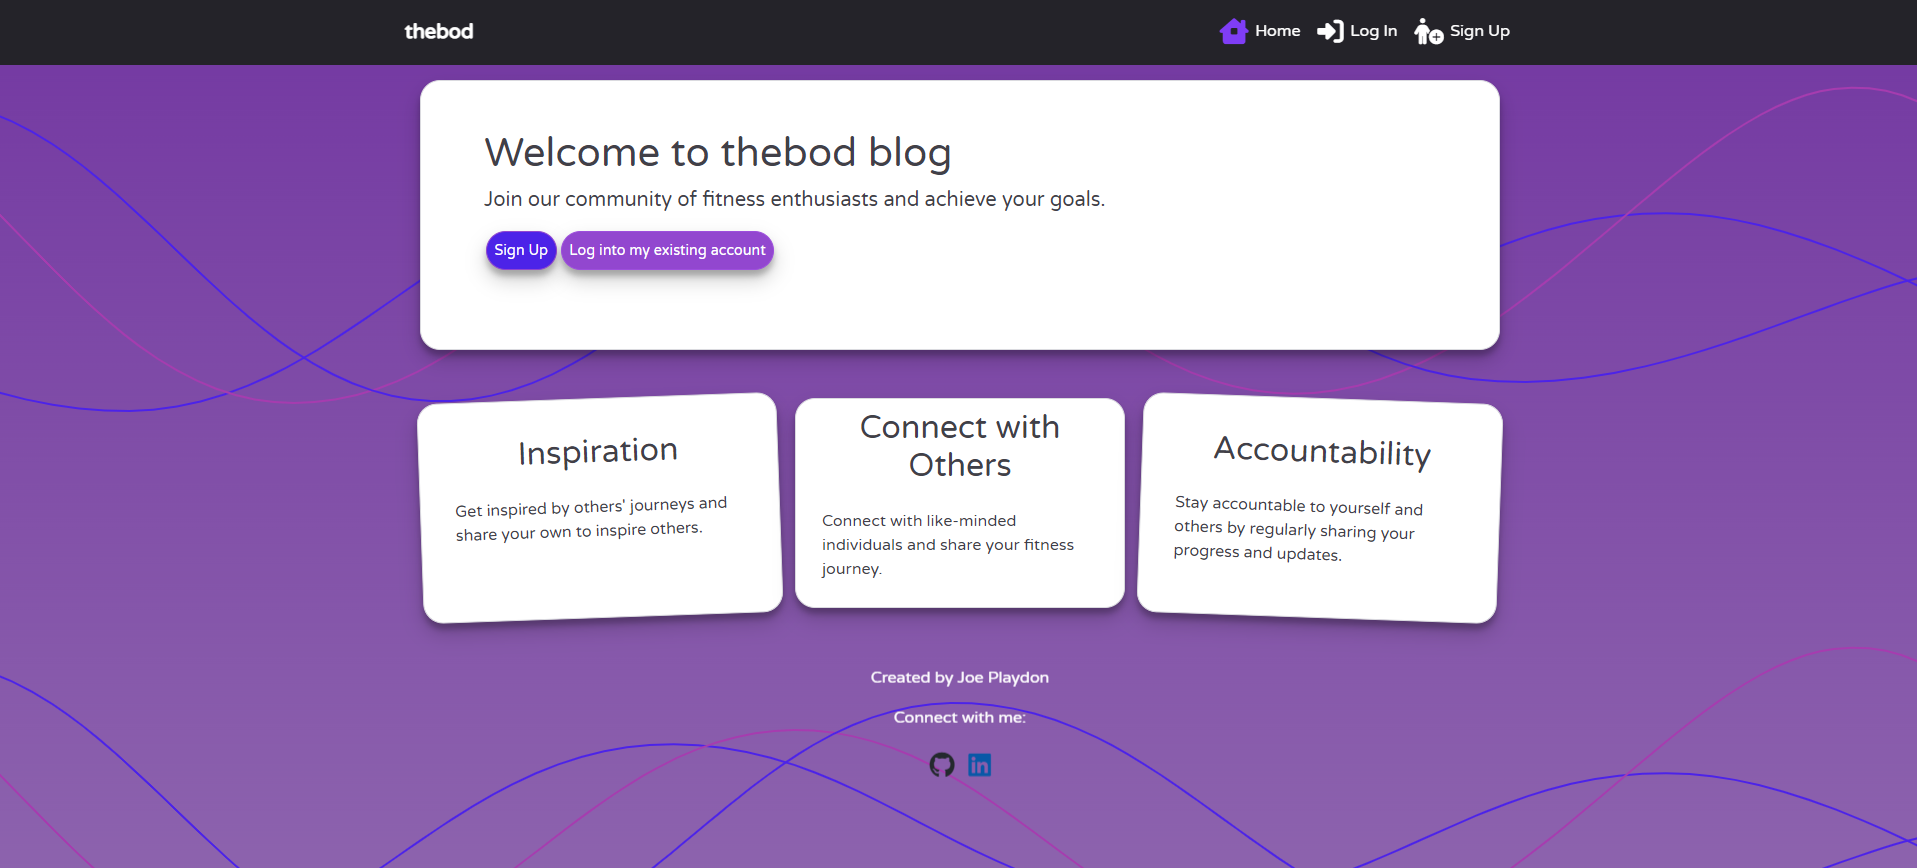 thebod
Home
Log In
Sign Up
Welcome to thebod blog
Join our community of fitness enthusiasts and achieve your goals.
Sign Up
Log into my existing account
Inspiration
Get inspired by others' journeys and
share your own to inspire others.
Connect with
Others
Connect with like-minded
individuals and share your fitness
journey.
Accountability
Stay accountable to yourself and
others by regularly sharing your
progress and updates.
Created by Joe Playdon
Connect with me:
in